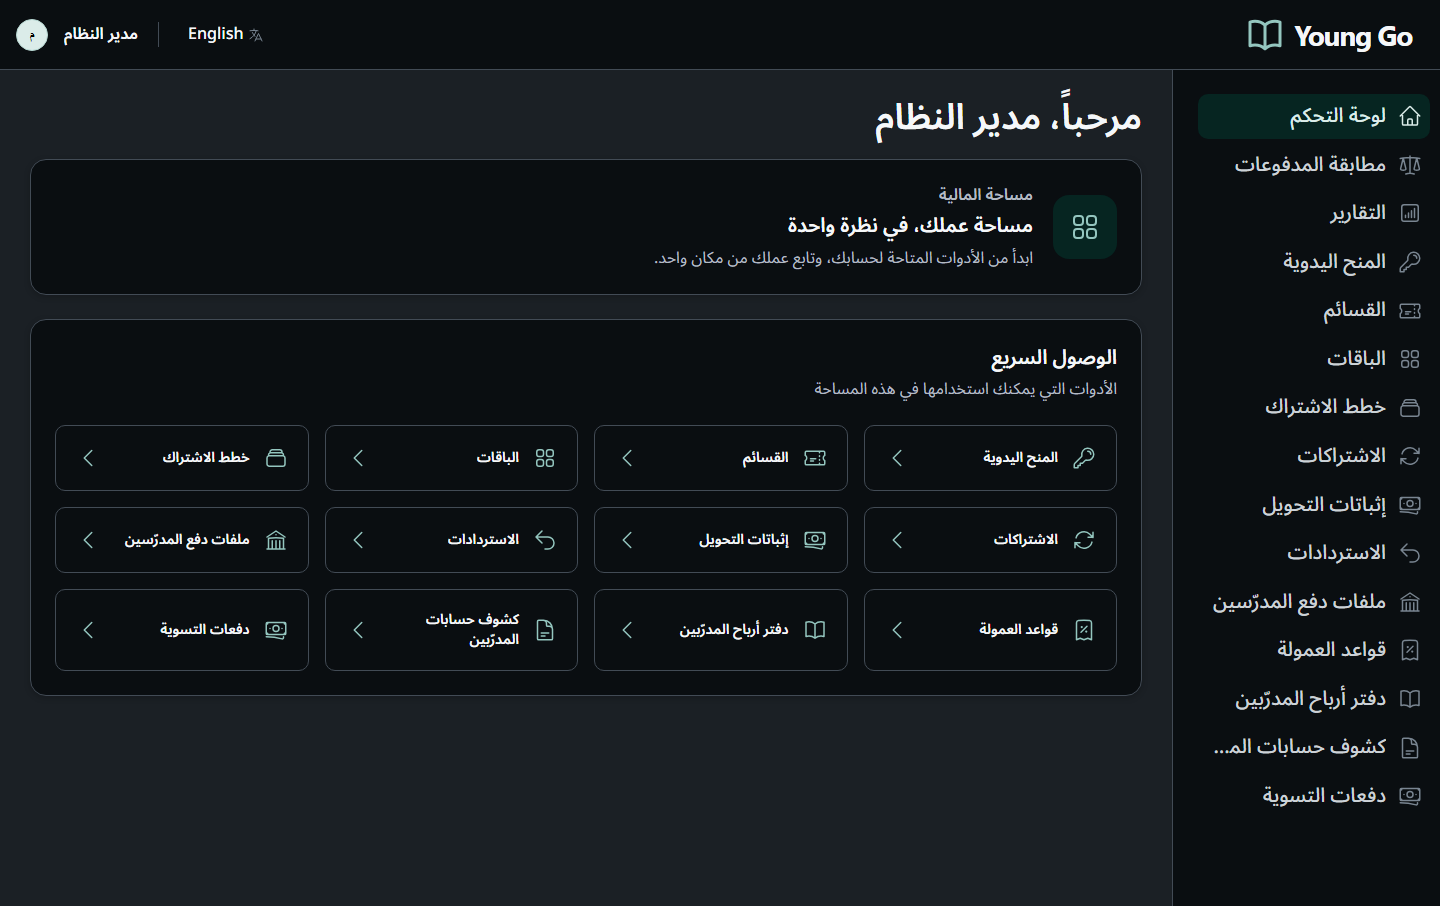 Young Go
English
مدير النظام
م
لوحة التحكم
مطابقة المدفوعات
التقارير
المنح اليدوية
القسائم
الباقات
خطط الاشتراك
الاشتراكات
إثباتات التحويل
الاستردادات
ملفات دفع المدرّسين
قواعد العمولة
دفتر أرباح المدرّبين
كشوف حسابات المـ...
دفعات التسوية
مرحباً، مدير النظام
مساحة المالية
مساحة عملك، في نظرة واحدة
ابدأ من الأدوات المتاحة لحسابك، وتابع عملك من مكان واحد.
الوصول السريع
الأدوات التي يمكنك استخدامها في هذه المساحة
المنح اليدوية
القسائم
الباقات
خطط الاشتراك
الاشتراكات
إثباتات التحويل
الاستردادات
ملفات دفع المدرّسين
قواعد العمولة
دفتر أرباح المدرّبين
كشوف حسابات
المدرّبين
دفعات التسوية